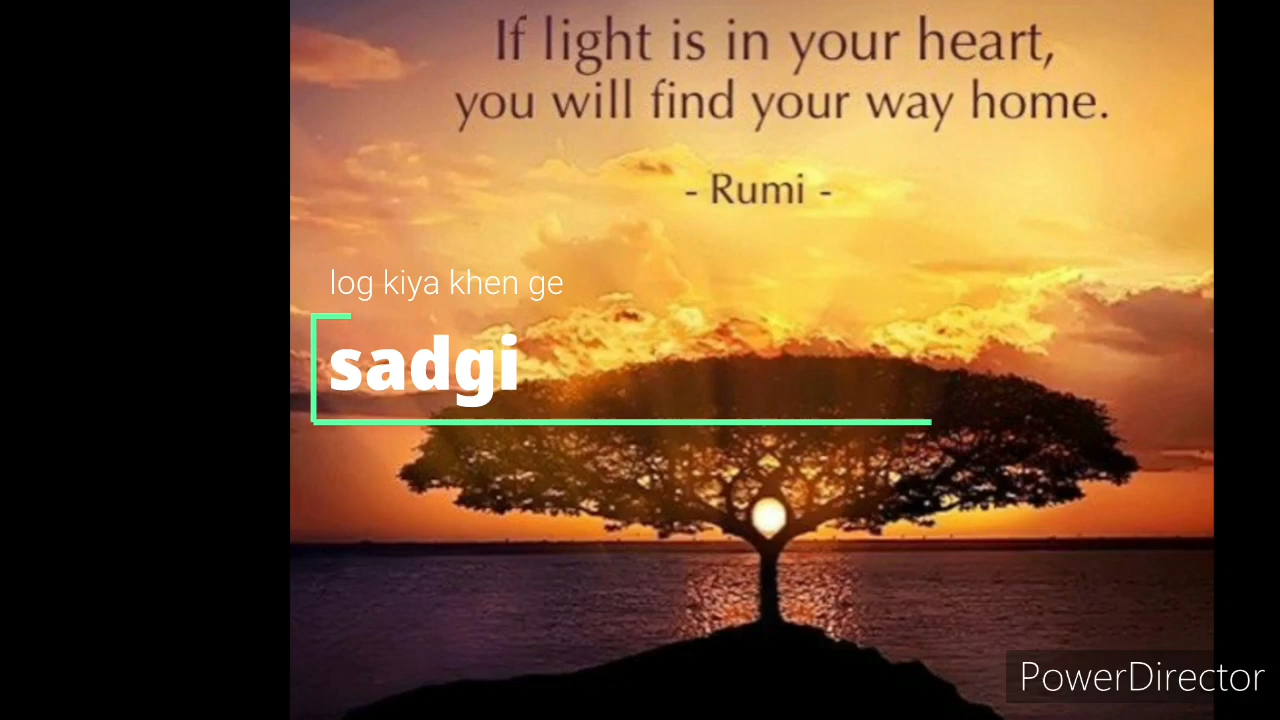 If light is in your heart,
you will find your way home.
- Rumi -
log kiya khen ge
sadgi
PowerDirector